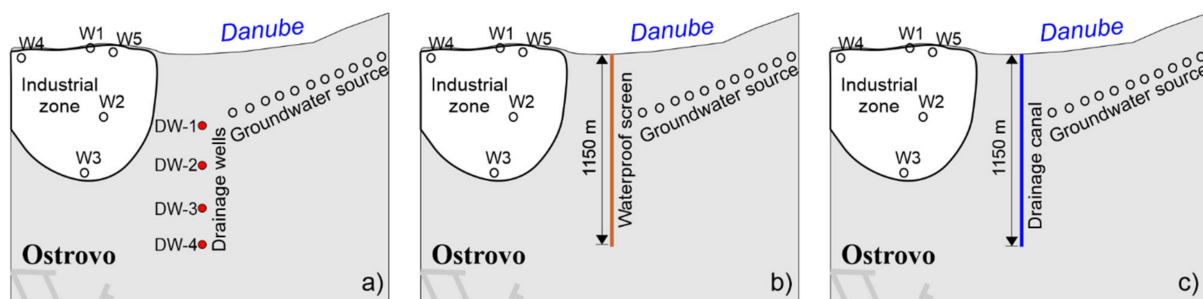 Danube
W4
W1
W5
Industrial
zone
W2
W3
DW-1
DW-2
DW-3
DW-4
Drainage wells
Groundwater source
Ostrovo
a)
Danube
W4
W1
W5
Industrial
zone
W2
W3
1150 m
Waterproof screen
Groundwater source
Ostrovo
b)
Danube
W4
W1
W5
Industrial
zone
W2
W3
1150 m
Drainage canal
Groundwater source
Ostrovo
c)